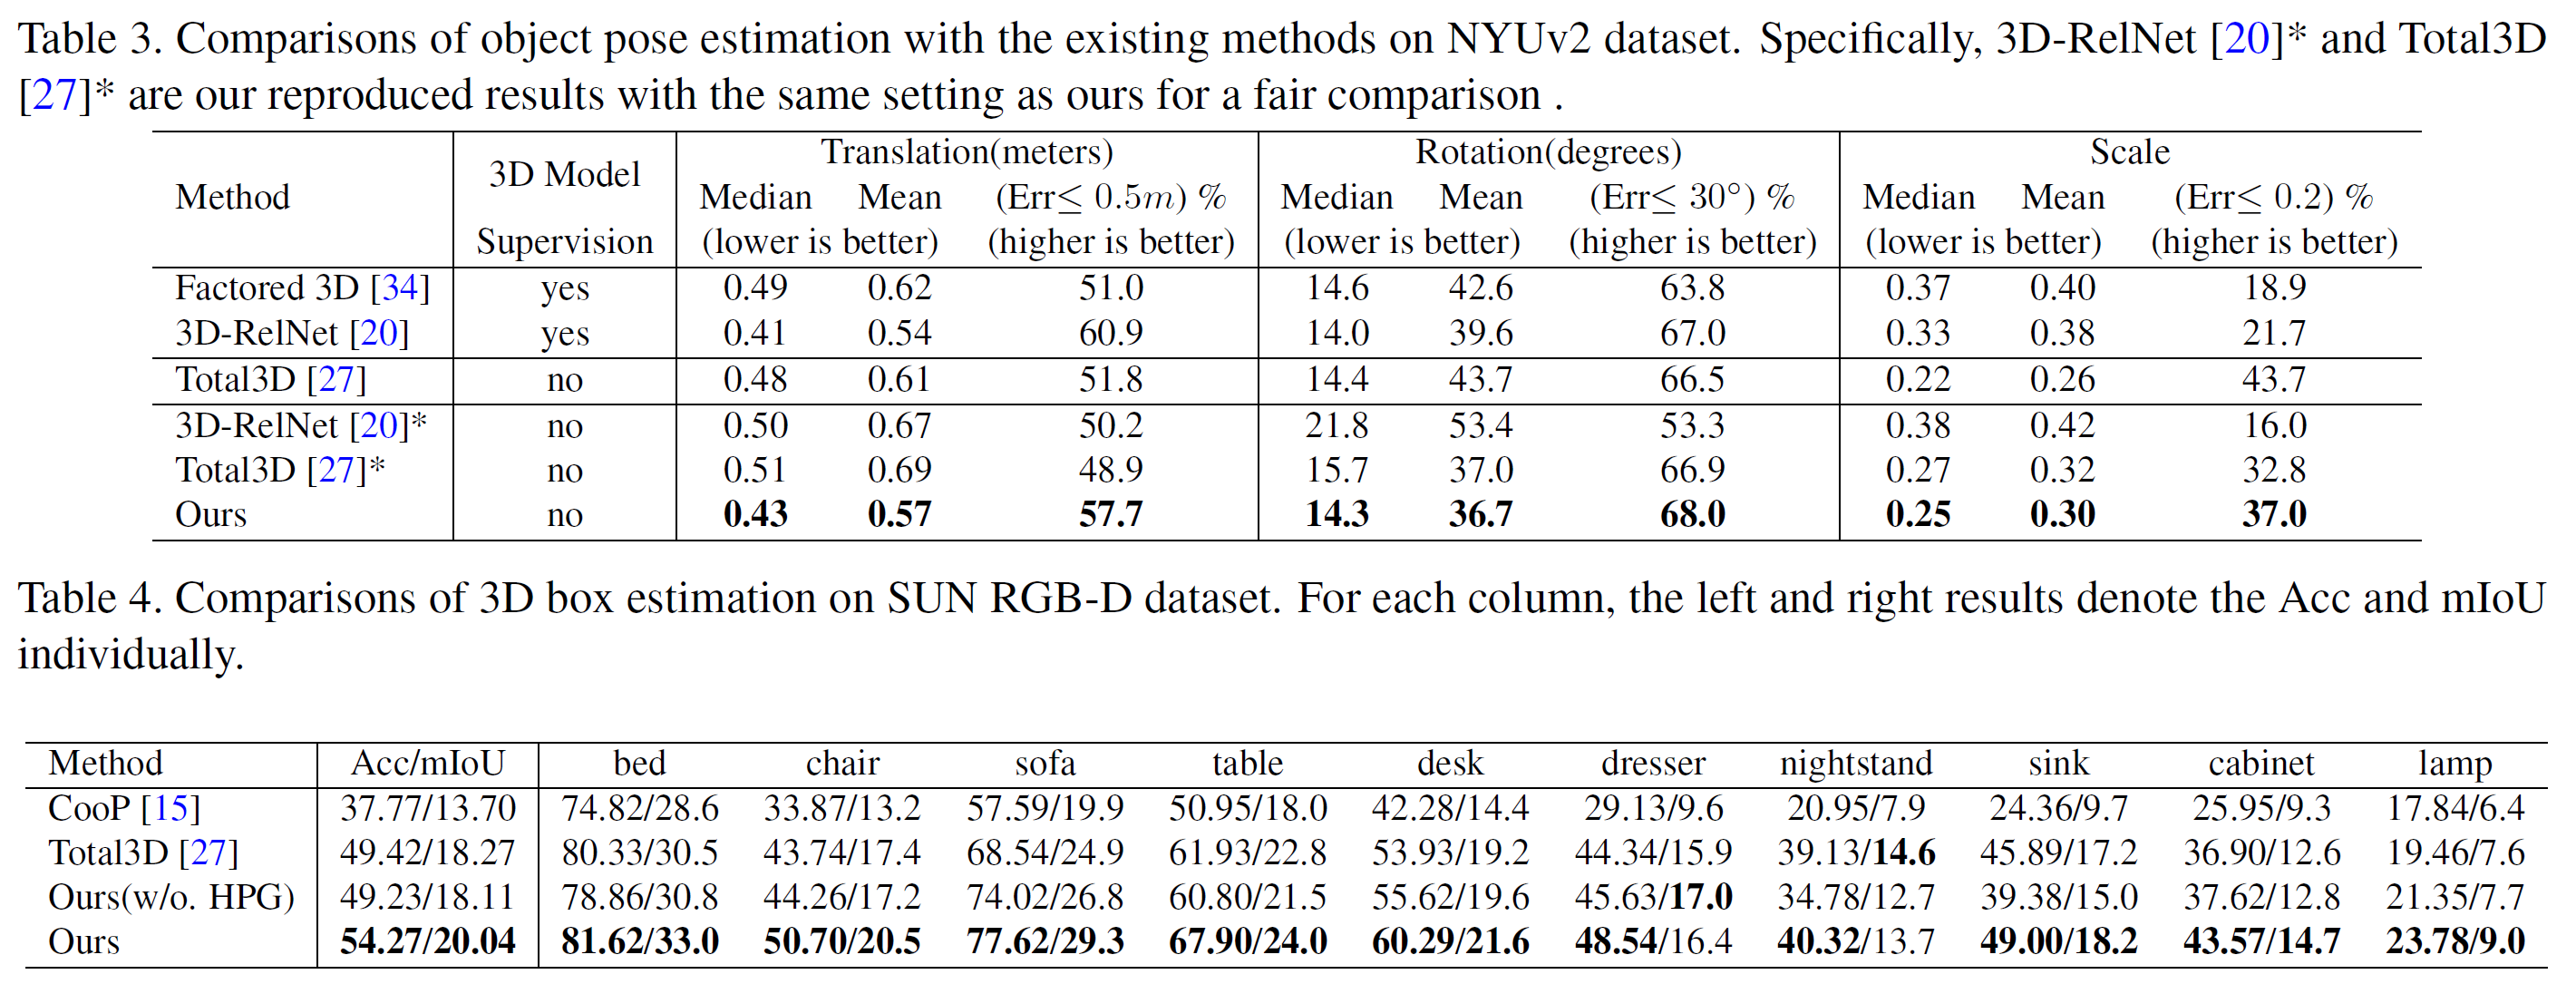 Table 3. Comparisons of object pose estimation with the existing methods on NYUv2 dataset. Specifically, 3D-RelNet [20]* and Total3D
[27]* are our reproduced results with the same setting as ours for a fair comparison .
Method 3D Model Supervision Translation(meters) Rotation(degrees) Scale
Median Mean (Err≤ 0.5m) % Median Mean (Err≤ 30°) % Median Mean (Err≤ 0.2) %
(lower is better) (higher is better) (lower is better) (higher is better) (lower is better) (higher is better)
Factored 3D [34] yes 0.49 0.62 51.0 14.6 42.6 63.8 0.37 0.40 18.9
3D-RelNet [20] yes 0.41 0.54 60.9 14.0 39.6 67.0 0.33 0.38 21.7
Total3D [27] no 0.48 0.61 51.8 14.4 43.7 66.5 0.22 0.26 43.7
3D-RelNet [20]* no 0.50 0.67 50.2 21.8 53.4 53.3 0.38 0.42 16.0
Total3D [27]* no 0.51 0.69 48.9 15.7 37.0 66.9 0.27 0.32 32.8
Ours no 0.43 0.57 57.7 14.3 36.7 68.0 0.25 0.30 37.0
Table 4. Comparisons of 3D box estimation on SUN RGB-D dataset. For each column, the left and right results denote the Acc and mIoU
individually.
Method Acc/mIoU bed chair sofa table desk dresser nightstand sink cabinet lamp
CooP [15] 37.77/13.70 74.82/28.6 33.87/13.2 57.59/19.9 50.95/18.0 42.28/14.4 29.13/9.6 20.95/7.9 24.36/9.7 25.95/9.3 17.84/6.4
Total3D [27] 49.42/18.27 80.33/30.5 43.74/17.4 68.54/24.9 61.93/22.8 53.93/19.2 44.34/15.9 39.13/14.6 45.89/17.2 36.90/12.6 19.46/7.6
Ours(w/o. HPG) 49.23/18.11 78.86/30.8 44.26/17.2 74.02/26.8 60.80/21.5 55.62/19.6 45.63/17.0 34.78/12.7 39.38/15.0 37.62/12.8 21.35/7.7
Ours 54.27/20.04 81.62/33.0 50.70/20.5 77.62/29.3 67.90/24.0 60.29/21.6 48.54/16.4 40.32/13.7 49.00/18.2 43.57/14.7 23.78/9.0